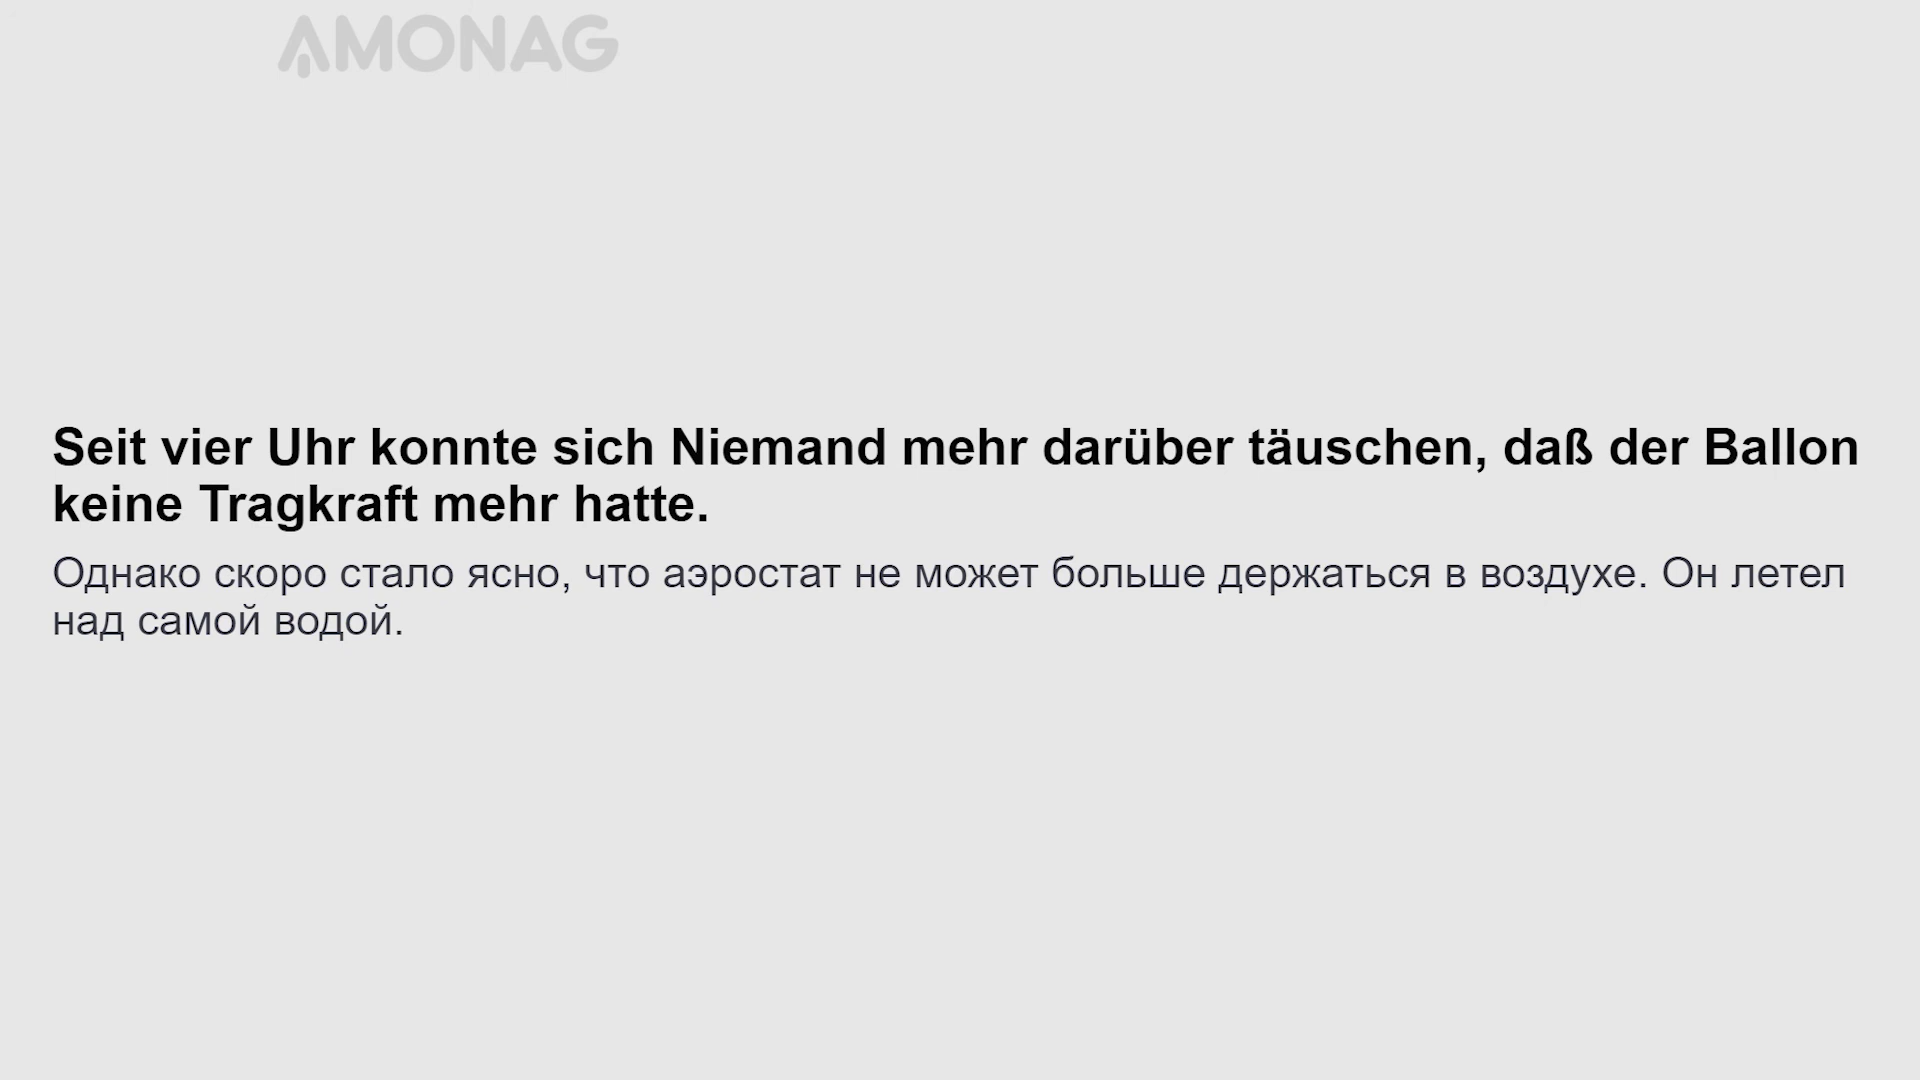 AMONAG
Seit vier Uhr konnte sich Niemand mehr darüber täuschen, daß der Ballon
keine Tragkraft mehr hatte.
Однако скоро стало ясно, что аэростат не может больше держаться в воздухе. Он летел
над самой водой.